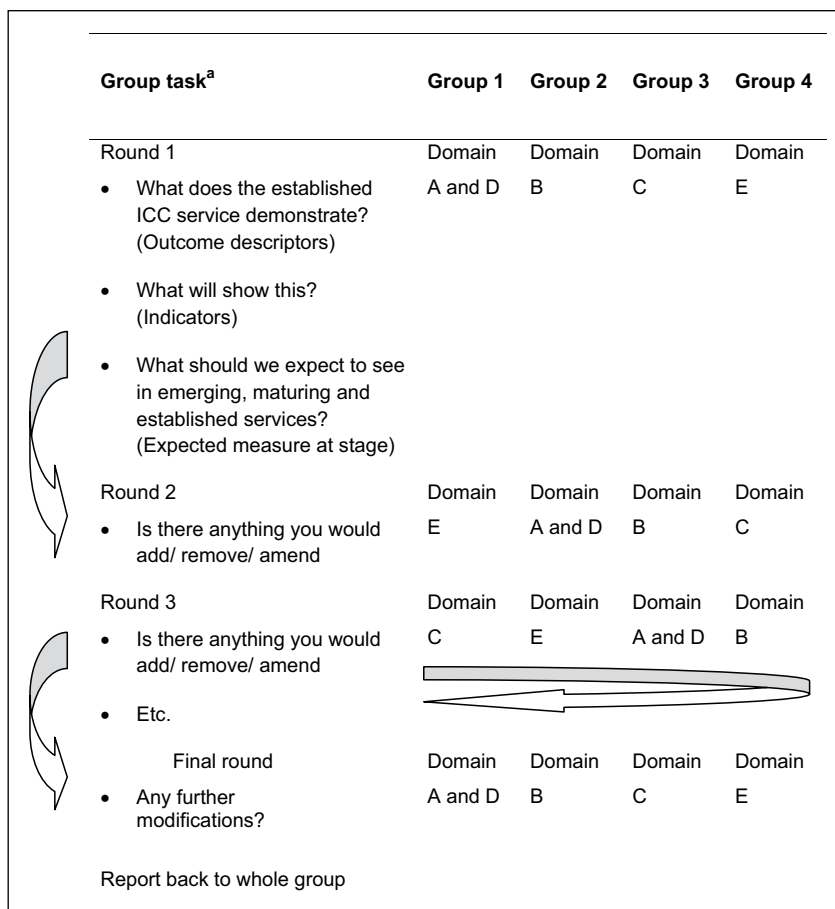 Group task^a Group 1 Group 2 Group 3 Group 4
Round 1 Domain Domain Domain Domain
• What does the established A and D B C E
ICC service demonstrate?
(Outcome descriptors)
• What will show this?
(Indicators)
• What should we expect to see
in emerging, maturing and
established services?
(Expected measure at stage)
Round 2 Domain Domain Domain Domain
• Is there anything you would E A and D B C
add/ remove/ amend
Round 3 Domain Domain Domain Domain
• Is there anything you would C E A and D B
add/ remove/ amend
• Etc.
Final round Domain Domain Domain Domain
• Any further A and D B C E
modifications?
Report back to whole group